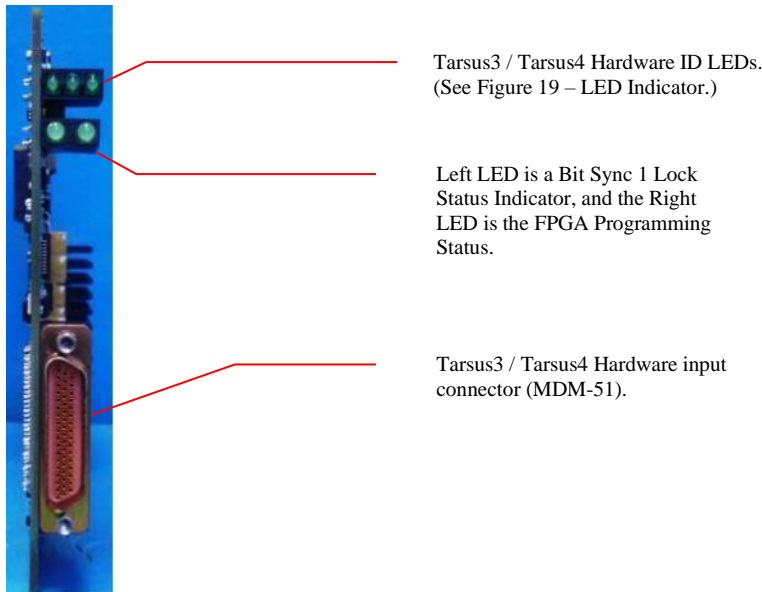 Tarsus3 / Tarsus4 Hardware ID LEDs.
(See Figure 19 – LED Indicator.)
Left LED is a Bit Sync 1 Lock
Status Indicator, and the Right
LED is the FPGA Programming
Status.
Tarsus3 / Tarsus4 Hardware input
connector (MDM-51).